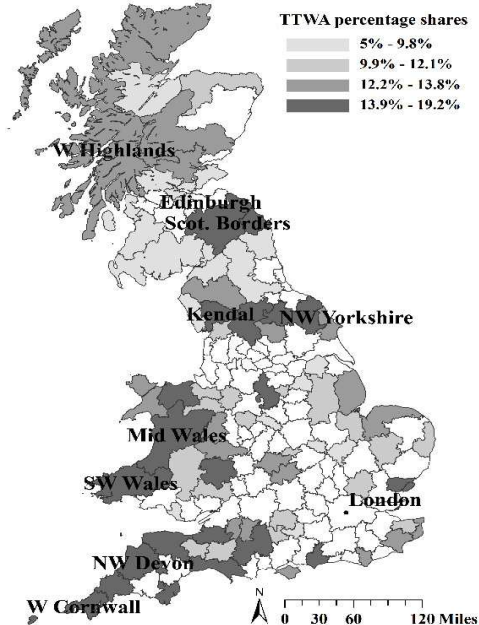 TTWA percentage shares
5% - 9.8%
9.9% - 12.1%
12.2% - 13.8%
13.9% - 19.2%
W Highlands
Edinburgh
Scot. Borders
Kendal
NW Yorkshire
Mid Wales
SW Wales
London
NW Devon
W Cornwall
N
0 30 60 120 Miles